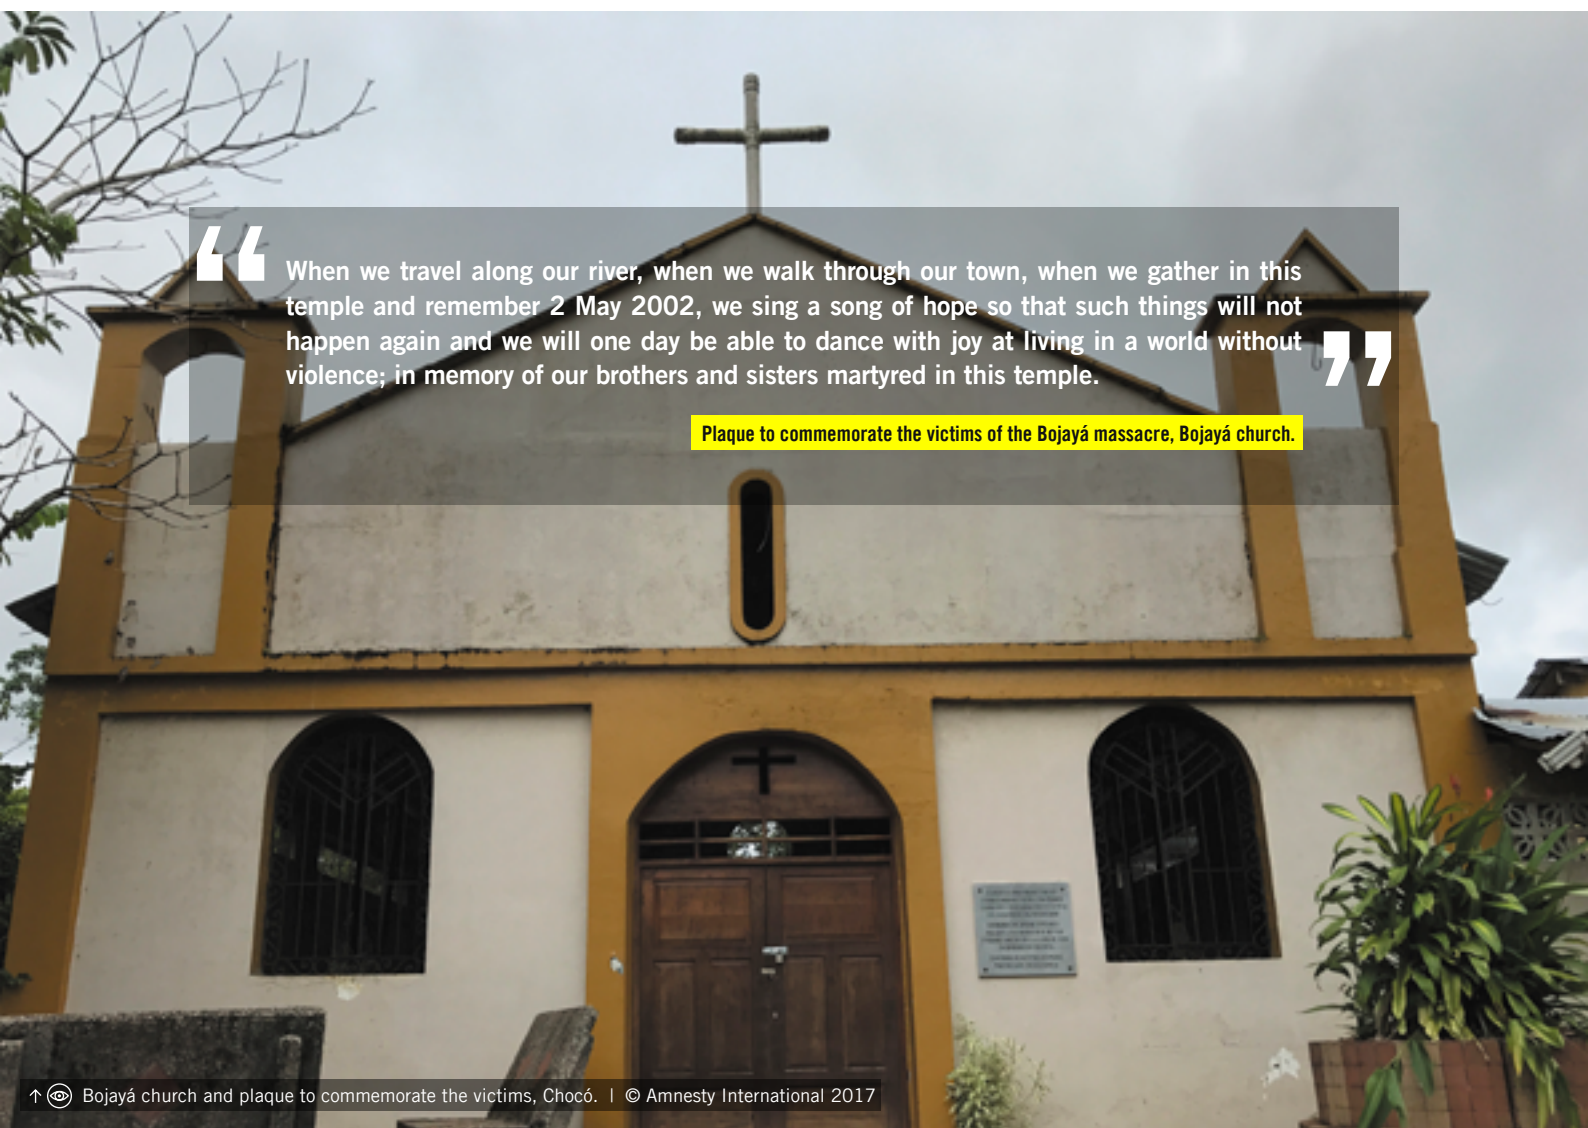 “ When we travel along our river, when we walk through our town, when we gather in this
temple and remember 2 May 2002, we sing a song of hope so that such things will not
happen again and we will one day be able to dance with joy at living in a world without
violence; in memory of our brothers and sisters martyred in this temple. ”
Plaque to commemorate the victims of the Bojayá massacre, Bojayá church.
Bojayá church and plaque to commemorate the victims, Chocó. | © Amnesty International 2017